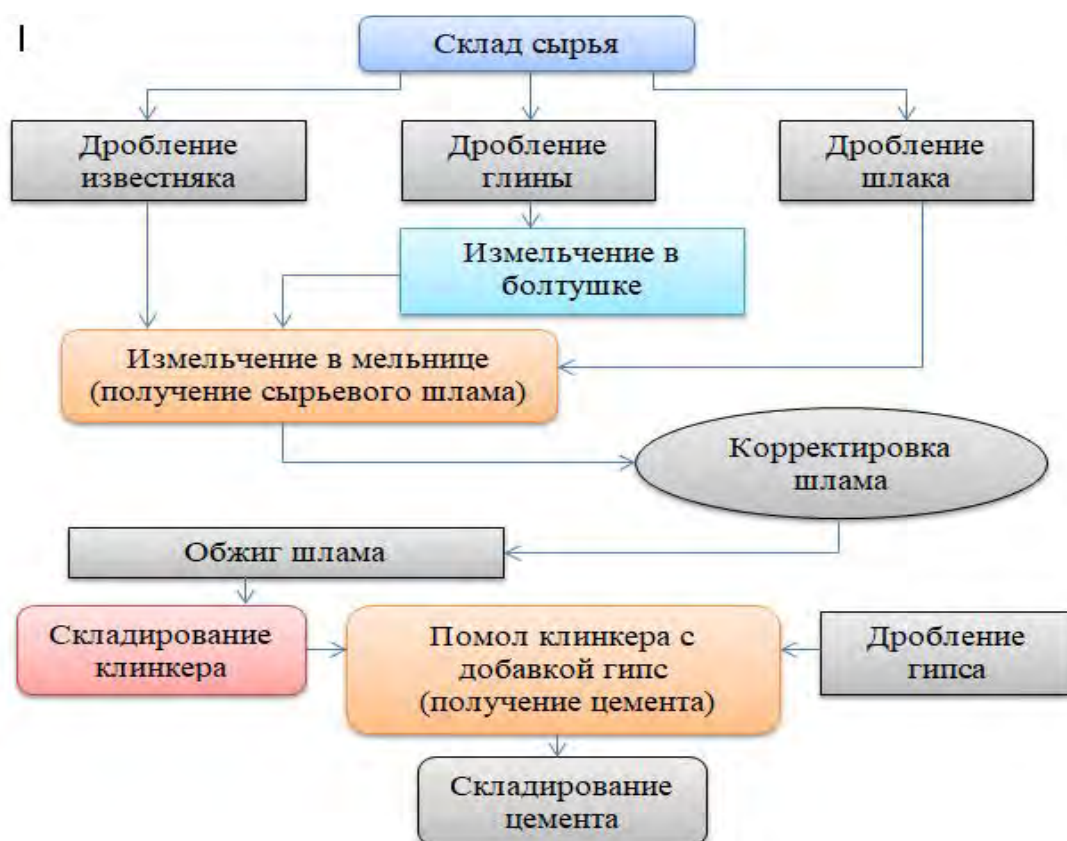 I
Склад сырья
Дробление
известняка
Дробление
глины
Дробление
шлака
Измельчение в
болтушке
Измельчение в мельнице
(получение сырьевого шлама)
Корректировка
шлама
Обжиг шлама
Складирование
клинкера
Помол клинкера с
добавкой гипс
(получение цемента)
Дробление
гипса
Складирование
цемента